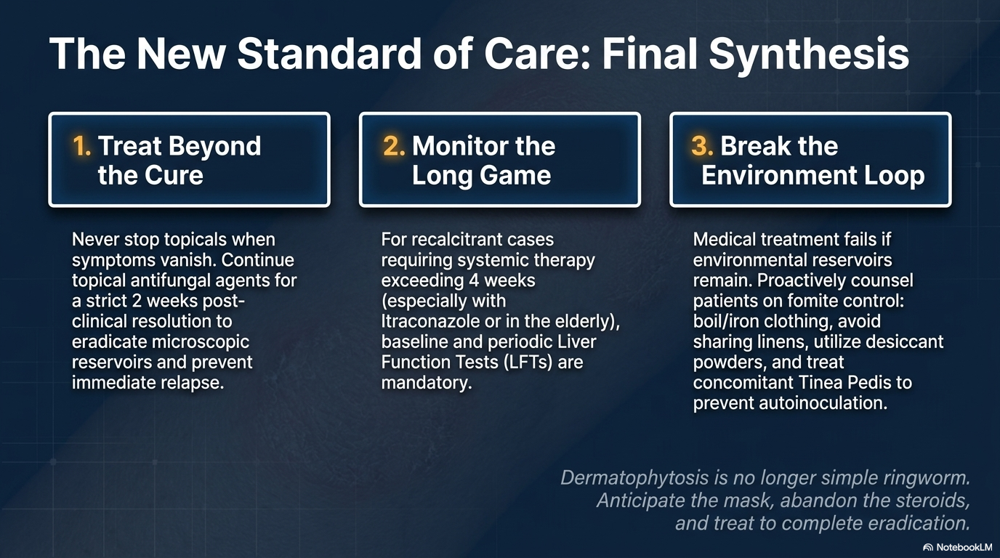 The New Standard of Care: Final Synthesis
1. Treat Beyond
the Cure
Never stop topicals when
symptoms vanish. Continue
topical antifungal agents for
a strict 2 weeks post-
clinical resolution to
eradicate microscopic
reservoirs and prevent
immediate relapse.
2. Monitor the
Long Game
For recalcitrant cases
requiring systemic therapy
exceeding 4 weeks
(especially with
Itraconazole or in the elderly),
baseline and periodic Liver
Function Tests (LFTs) are
mandatory.
3. Break the
Environment Loop
Medical treatment fails if
environmental reservoirs
remain. Proactively counsel
patients on fomite control:
boil/iron clothing, avoid
sharing linens, utilize desiccant
powders, and treat
concomitant Tinea Pedis to
prevent autoinoculation.
Dermatophytosis is no longer simple ringworm.
Anticipate the mask, abandon the steroids,
and treat to complete eradication.
NotebookLM